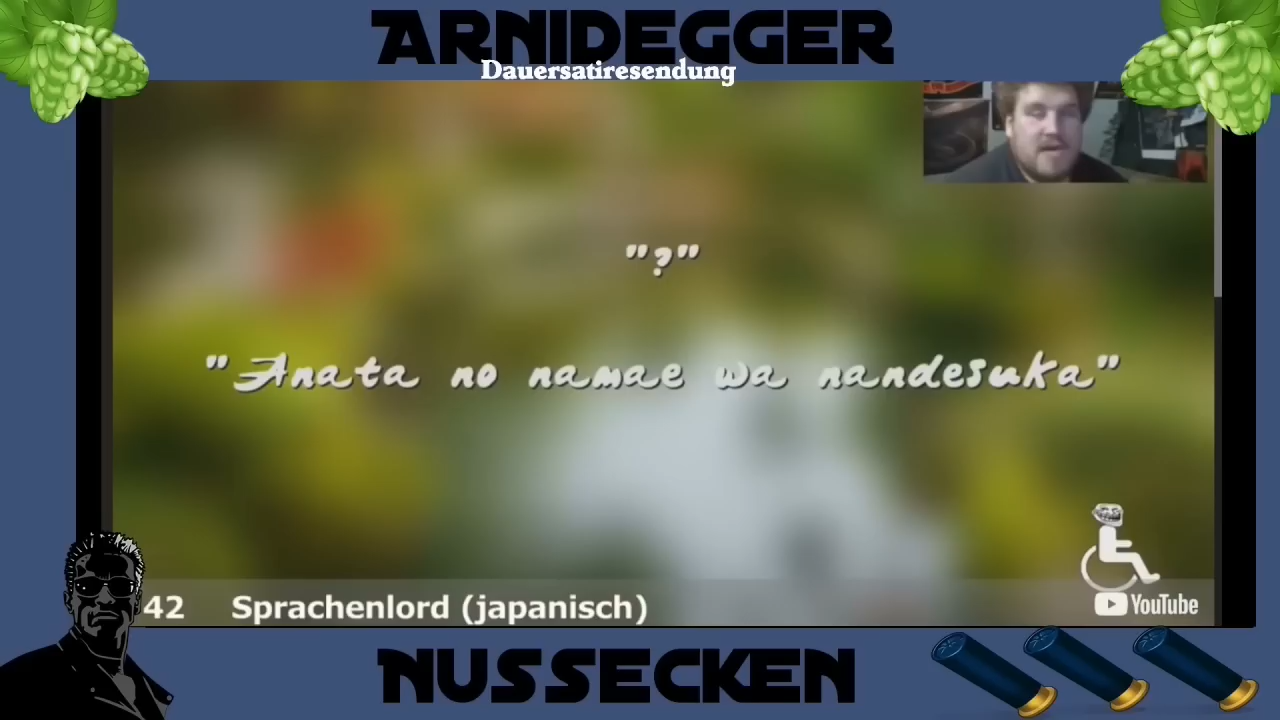 ARNIDEGGER
Dauersatiresendung
"?"
"Anata no namae wa nandesuka"
42 Sprachenlord (japanisch)
YouTube
NUSSECKEN